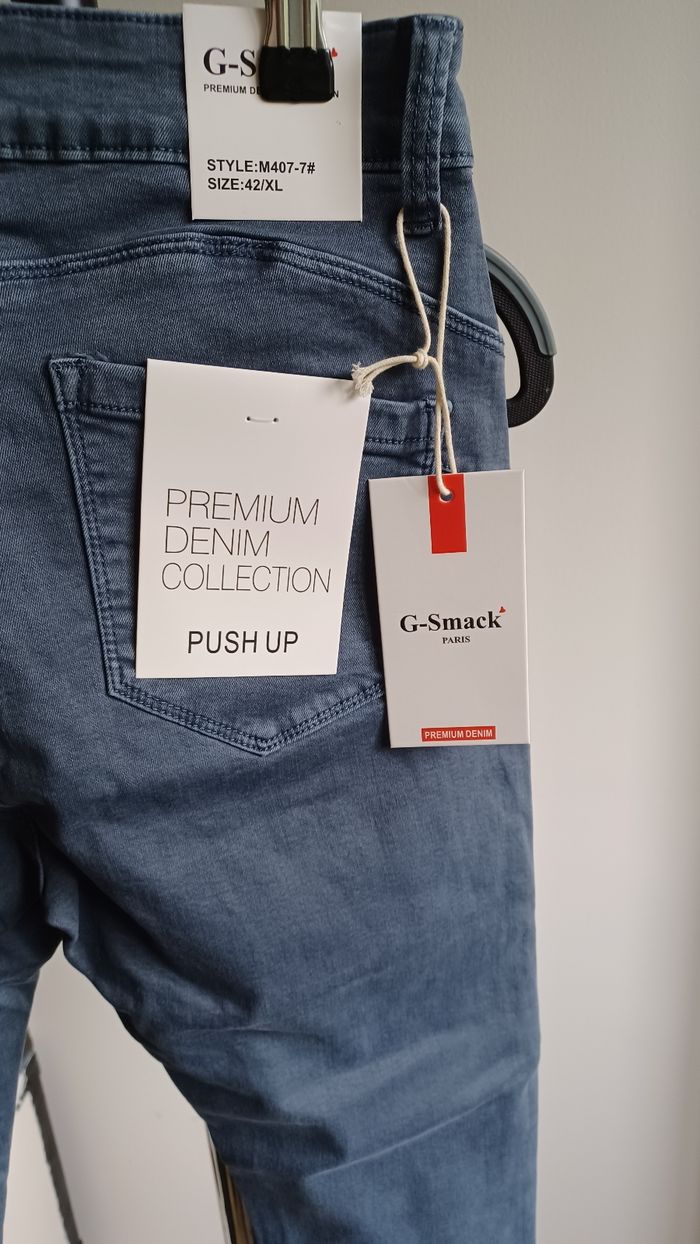 G-S
PREMIUM
STYLE:M407-7#
SIZE:42/XL
PREMIUM
DENIM
COLLECTION
PUSH UP
G-Smack
PARIS
PREMIUM DENIM